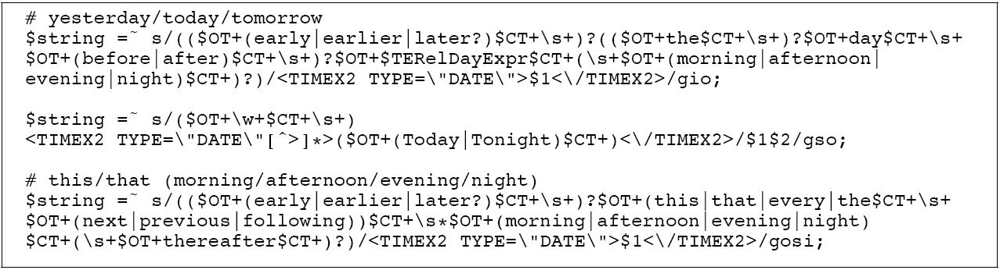 # yesterday/today/tomorrow
$string =˜ s/(($OT+(early|earlier|later?)$CT+\s+)?(($OT+the$CT+\s+)?$OT+day$CT+\s+
$OT+(before|after)$CT+\s+)?$OT+$TERelDayExpr$CT+(\s+$OT+(morning|afternoon|
evening|night)$CT+)?)/<TIMEX2 TYPE=\"DATE\">$1<\/TIMEX2>/gio;
$string =˜ s/($OT+\w+$CT+\s+)
<TIMEX2 TYPE=\"DATE\"[ˆ>]*>($OT+(Today|Tonight)$CT+)<\/TIMEX2>/$1$2/gso;
# this/that (morning/afternoon/evening/night)
$string =˜ s/(($OT+(early|earlier|later?)$CT+\s+)?$OT+(this|that|every|the$CT+\s+
$OT+(next|previous|following))$CT+\s*$OT+(morning|afternoon|evening|night)
$CT+(\s+$OT+thereafter$CT+)?)/<TIMEX2 TYPE=\"DATE\">$1<\/TIMEX2>/gosi;